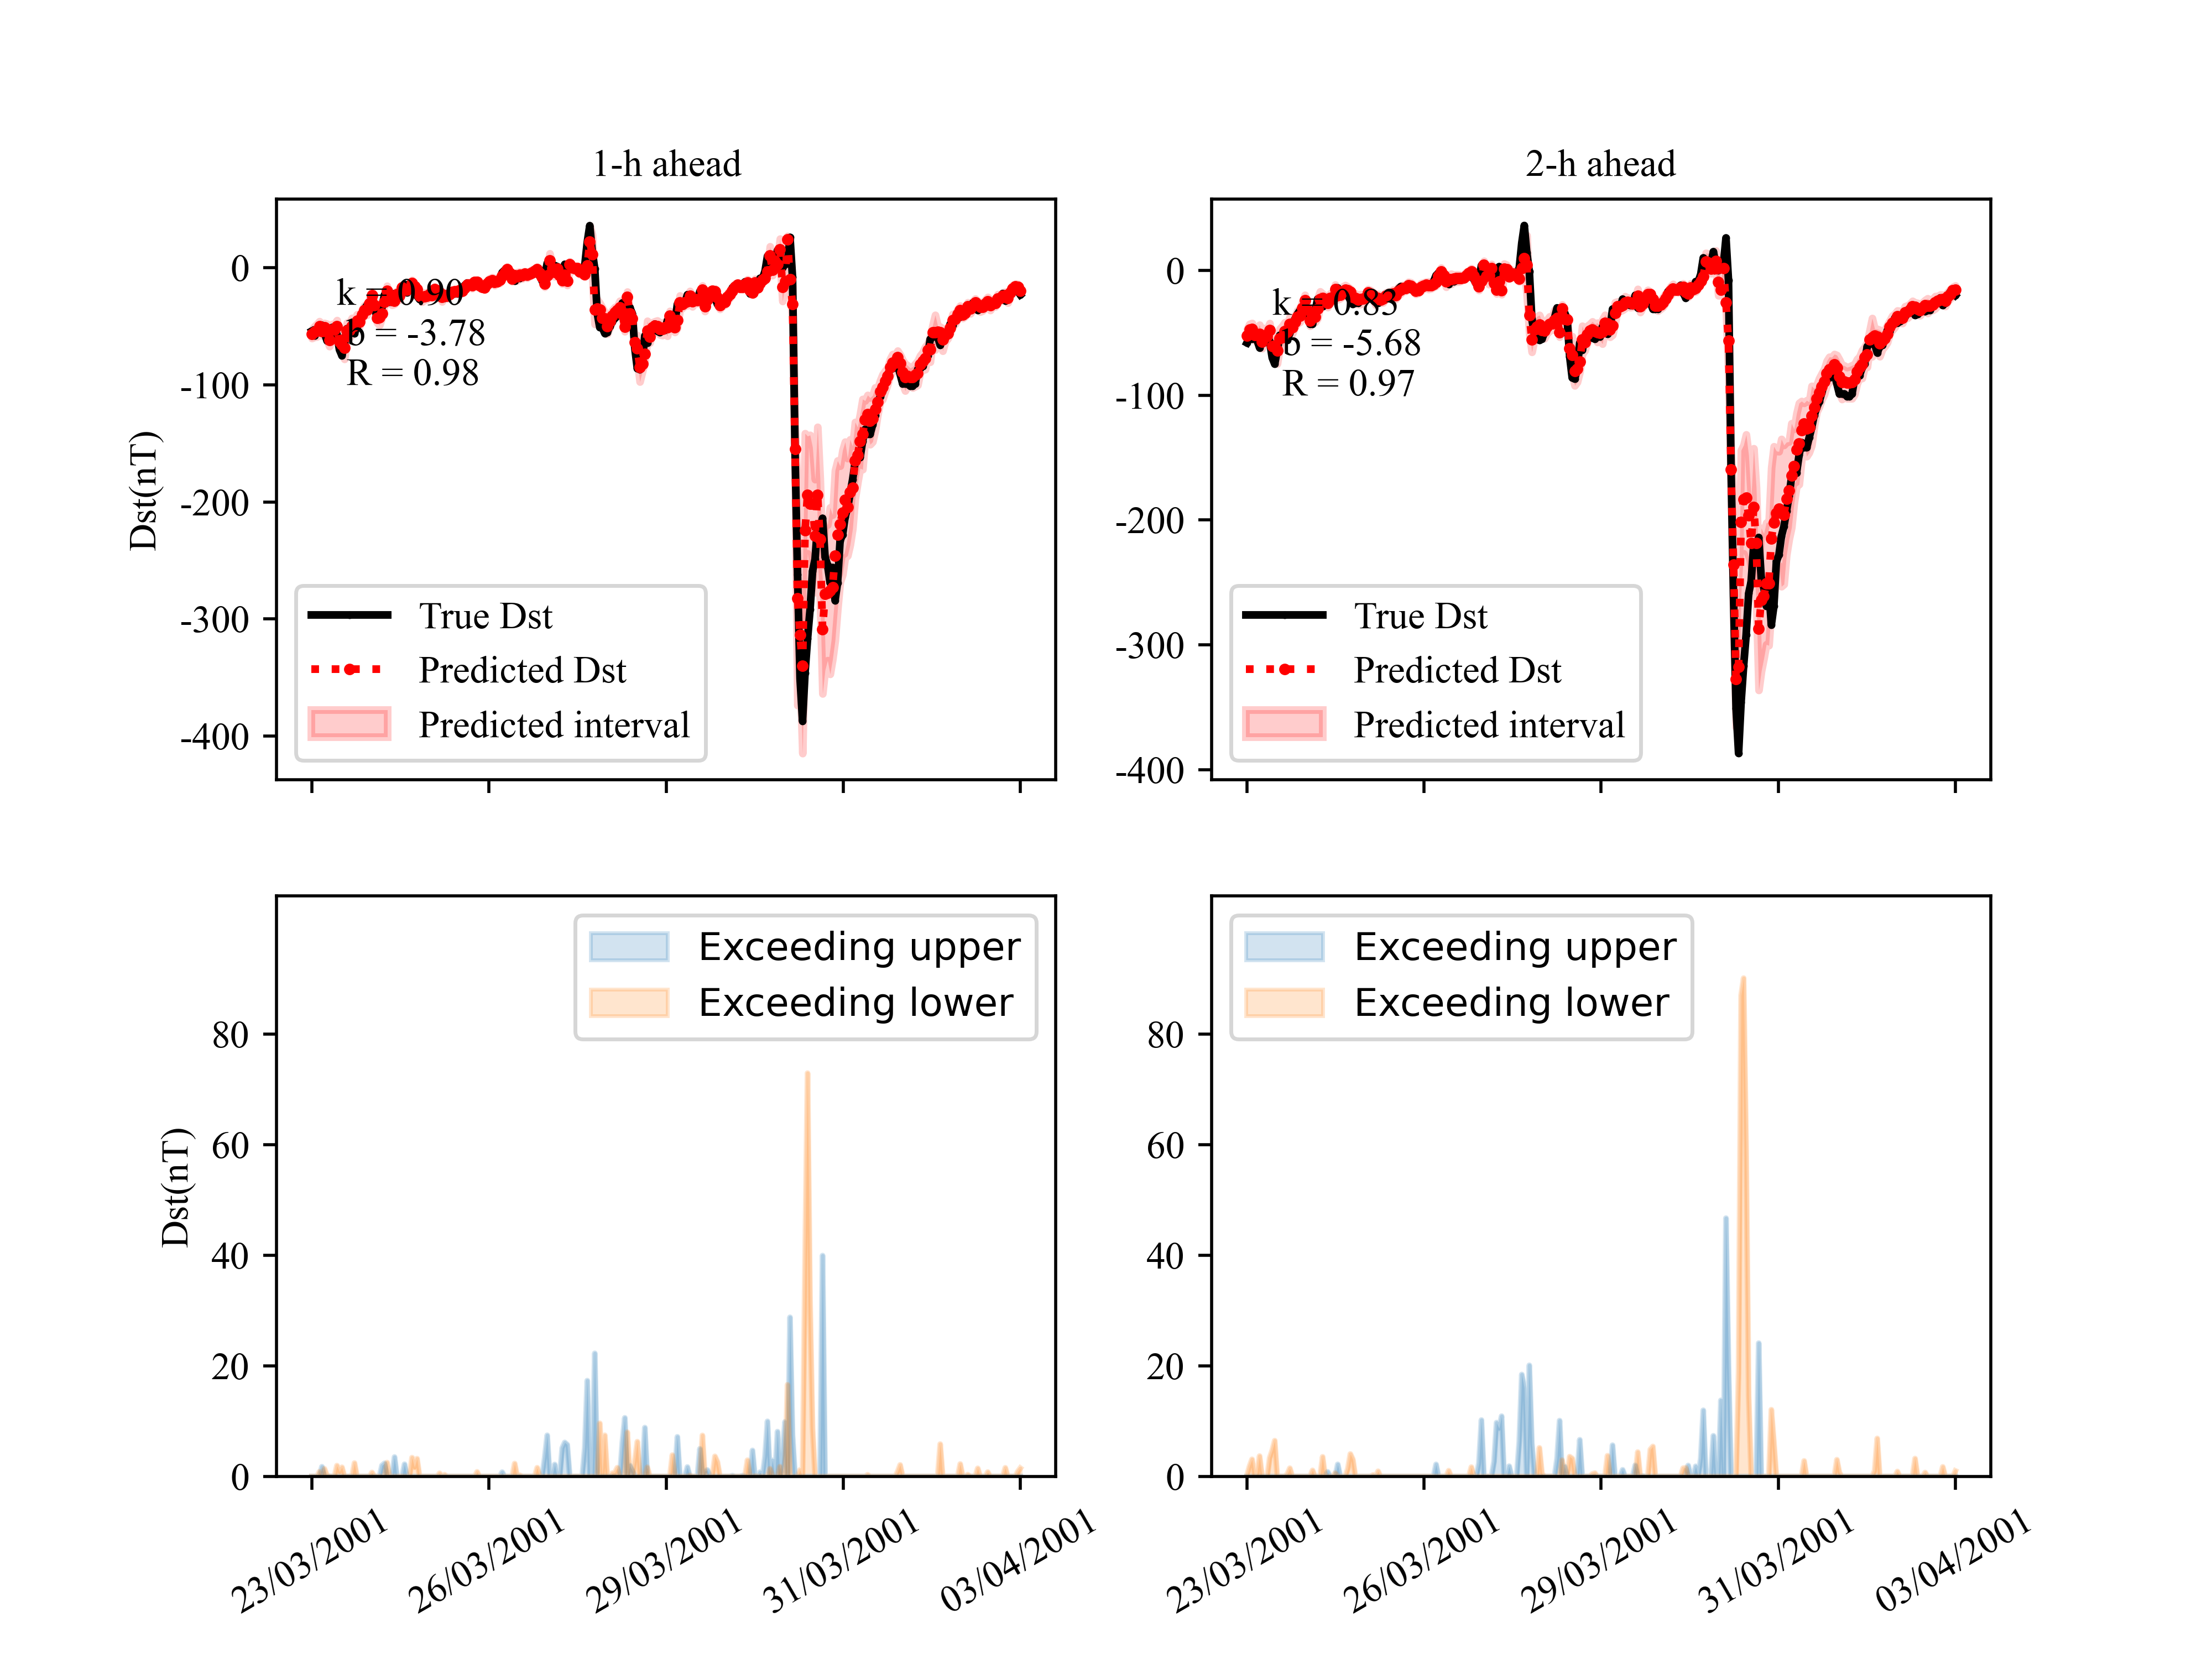 1-h ahead
2-h ahead
0
-100
-200
-300
-400
Dst(nT)
k = 0.90
b = -3.78
R = 0.98
True Dst
Predicted Dst
Predicted interval
0
-100
-200
-300
-400
k = 0.85
b = -5.68
R = 0.97
True Dst
Predicted Dst
Predicted interval
80
60
40
20
0
Dst(nT)
Exceeding upper
Exceeding lower
23/03/2001
26/03/2001
29/03/2001
31/03/2001
03/04/2001
80
60
40
20
0
Exceeding upper
Exceeding lower
23/03/2001
26/03/2001
29/03/2001
31/03/2001
03/04/2001